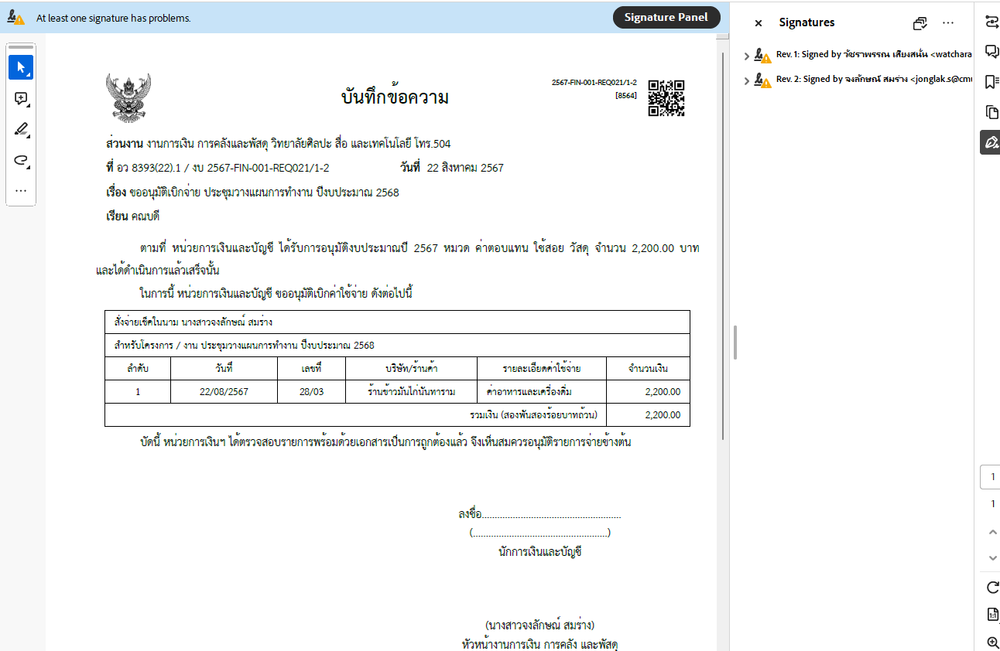 At least one signature has problems.
Signature Panel
Signatures
Rev. 1: Signed by วัชราพรรณ เสียงสนั่น <watchara
Rev. 2: Signed by จงลักษณ์ สมร่าง <jonglak.s@cmu
2567-FIN-001-REQ021/1-2
[8564]
บันทึกข้อความ
ส่วนงาน งานการเงิน การคลังและพัสดุ วิทยาลัยศิลปะ สื่อ และเทคโนโลยี โทร.504
ที่ อว 8393(22).1 / งบ 2567-FIN-001-REQ021/1-2 วันที่ 22 สิงหาคม 2567
เรื่อง ขออนุมัติเบิกจ่าย ประชุมวางแผนการทำงาน ปีงบประมาณ 2568
เรียน คณบดี
ตามที่ หน่วยการเงินและบัญชี ได้รับการอนุมัติงบประมาณปี 2567 หมวด ค่าตอบแทน ใช้สอย วัสดุ จำนวน 2,200.00 บาท
และได้ดำเนินการแล้วเสร็จนั้น
ในการนี้ หน่วยการเงินและบัญชี ขออนุมัติเบิกค่าใช้จ่าย ดังต่อไปนี้
สั่งจ่ายเช็คในนาม นางสาวจงลักษณ์ สมร่าง
สำหรับโครงการ / งาน ประชุมวางแผนการทำงาน ปีงบประมาณ 2568
ลำดับ วันที่ เลขที่ บริษัท/ร้านค้า รายละเอียดค่าใช้จ่าย จำนวนเงิน
1 22/08/2567 28/03 ร้านข้าวมันไก่นันทาราม ค่าอาหารและเครื่องดื่ม 2,200.00
รวมเงิน (สองพันสองร้อยบาทถ้วน) 2,200.00
บัดนี้ หน่วยการเงินฯ ได้ตรวจสอบรายการพร้อมด้วยเอกสารเป็นการถูกต้องแล้ว จึงเห็นสมควรอนุมัติรายการจ่ายข้างต้น
ลงชื่อ......................................................
(.....................................................)
นักการเงินและบัญชี
(นางสาวจงลักษณ์ สมร่าง)
หัวหน้างานการเงิน การคลัง และพัสดุ
1
1